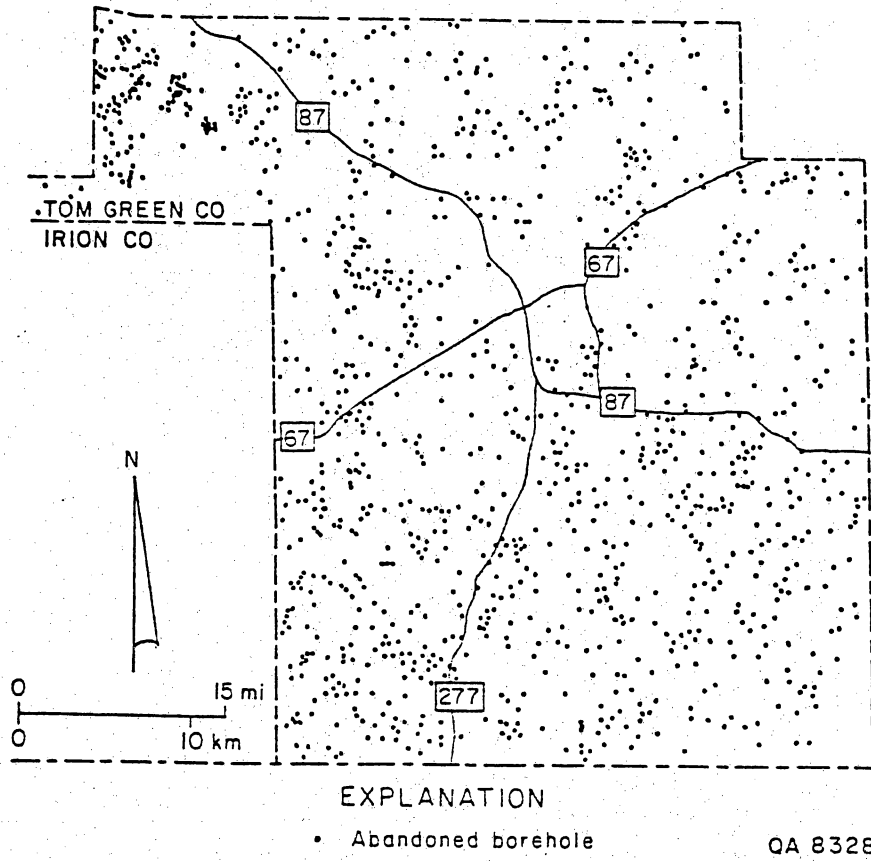 87
TOM GREEN CO
IRION CO
67
87
67
N
0 15 mi
0 10 km
277
EXPLANATION
Abandoned borehole
QA 8328